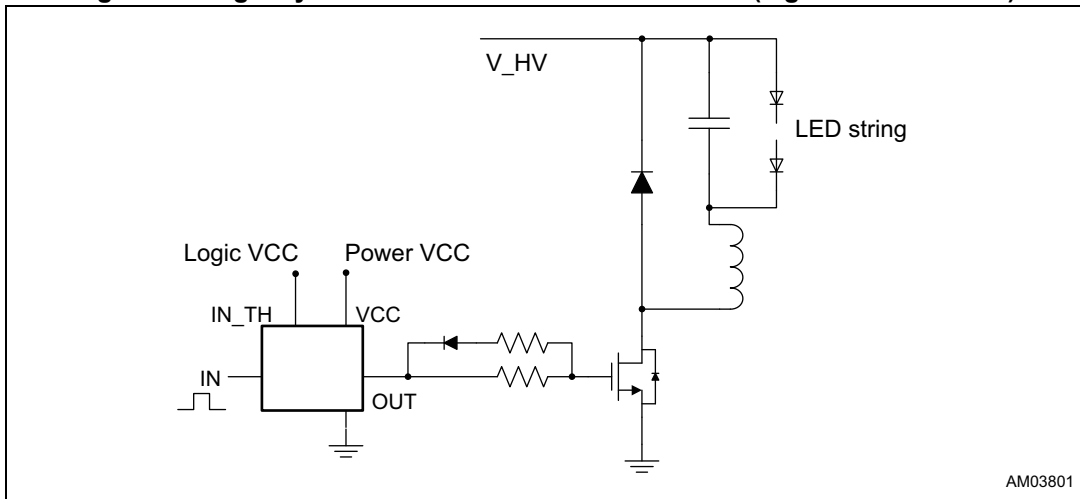 V_HV
LED string
Logic VCC
Power VCC
IN_TH
VCC
IN
OUT
AM03801